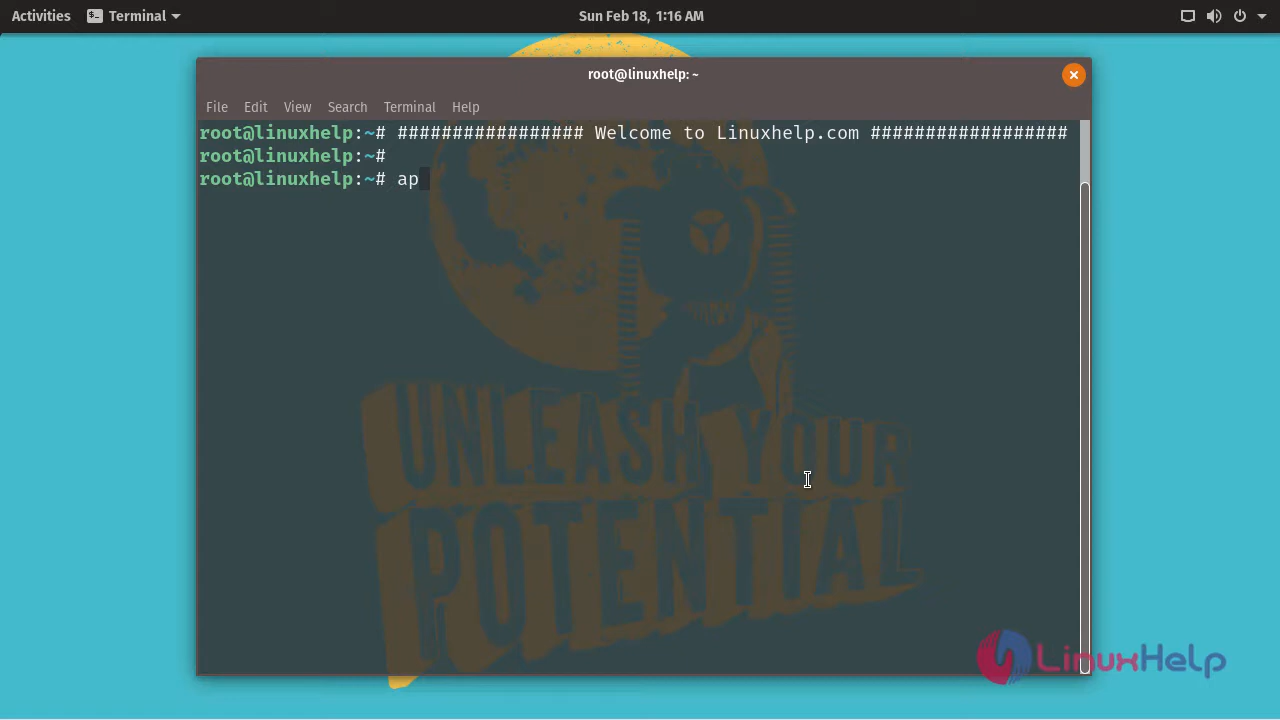 Activities Terminal Sun Feb 18, 1:16 AM
root@linuxhelp: ~
File Edit View Search Terminal Help
root@linuxhelp:~# ################# Welcome to Linuxhelp.com ##################
root@linuxhelp:~#
root@linuxhelp:~# ap
UNLEASH YOUR
POTENTIAL
LinuxHelp